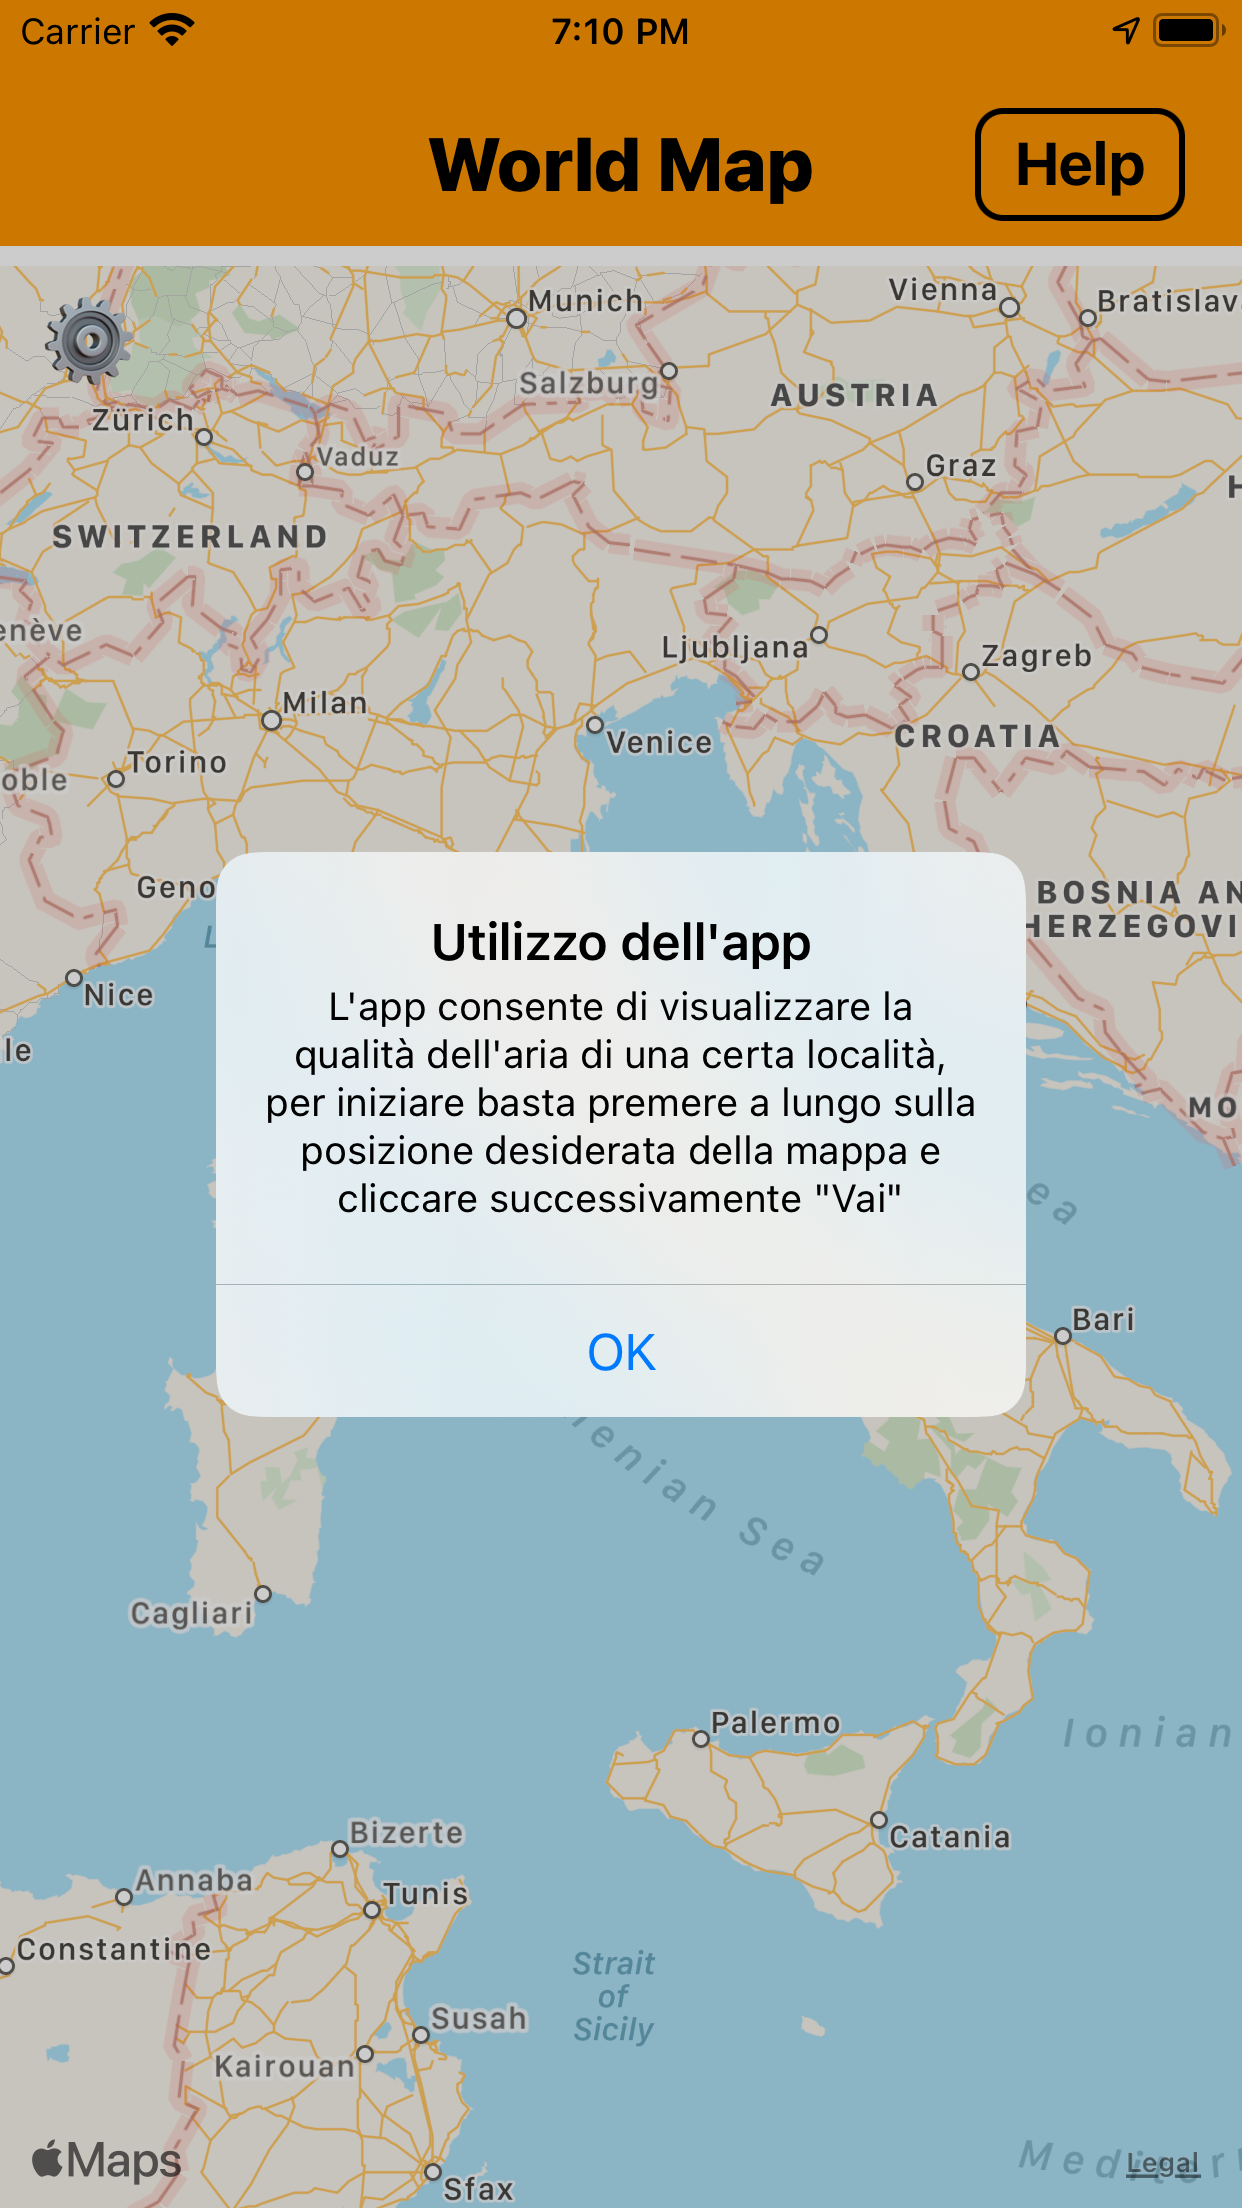 Carrier
7:10 PM
World Map
Help
Munich
Vienna
Bratislav
Salzburg
AUSTRIA
Zürich
Vaduz
Graz
H
SWITZERLAND
enève
Ljubljana
Zagreb
Milan
Venice
CROATIA
Torino
oble
Geno
BOSNIA AN
HERZEGOVI
L
Nice
le
Utilizzo dell'app
L'app consente di visualizzare la
qualità dell'aria di una certa località,
per iniziare basta premere a lungo sulla
posizione desiderata della mappa e
cliccare successivamente "Vai"
MO
ea
OK
Bari
enian Sea
Cagliari
Palermo
Ionian
Bizerte
Catania
Annaba
Tunis
Constantine
Strait
of
Sicily
Susah
Kairouan
Maps
Legal
Sfax